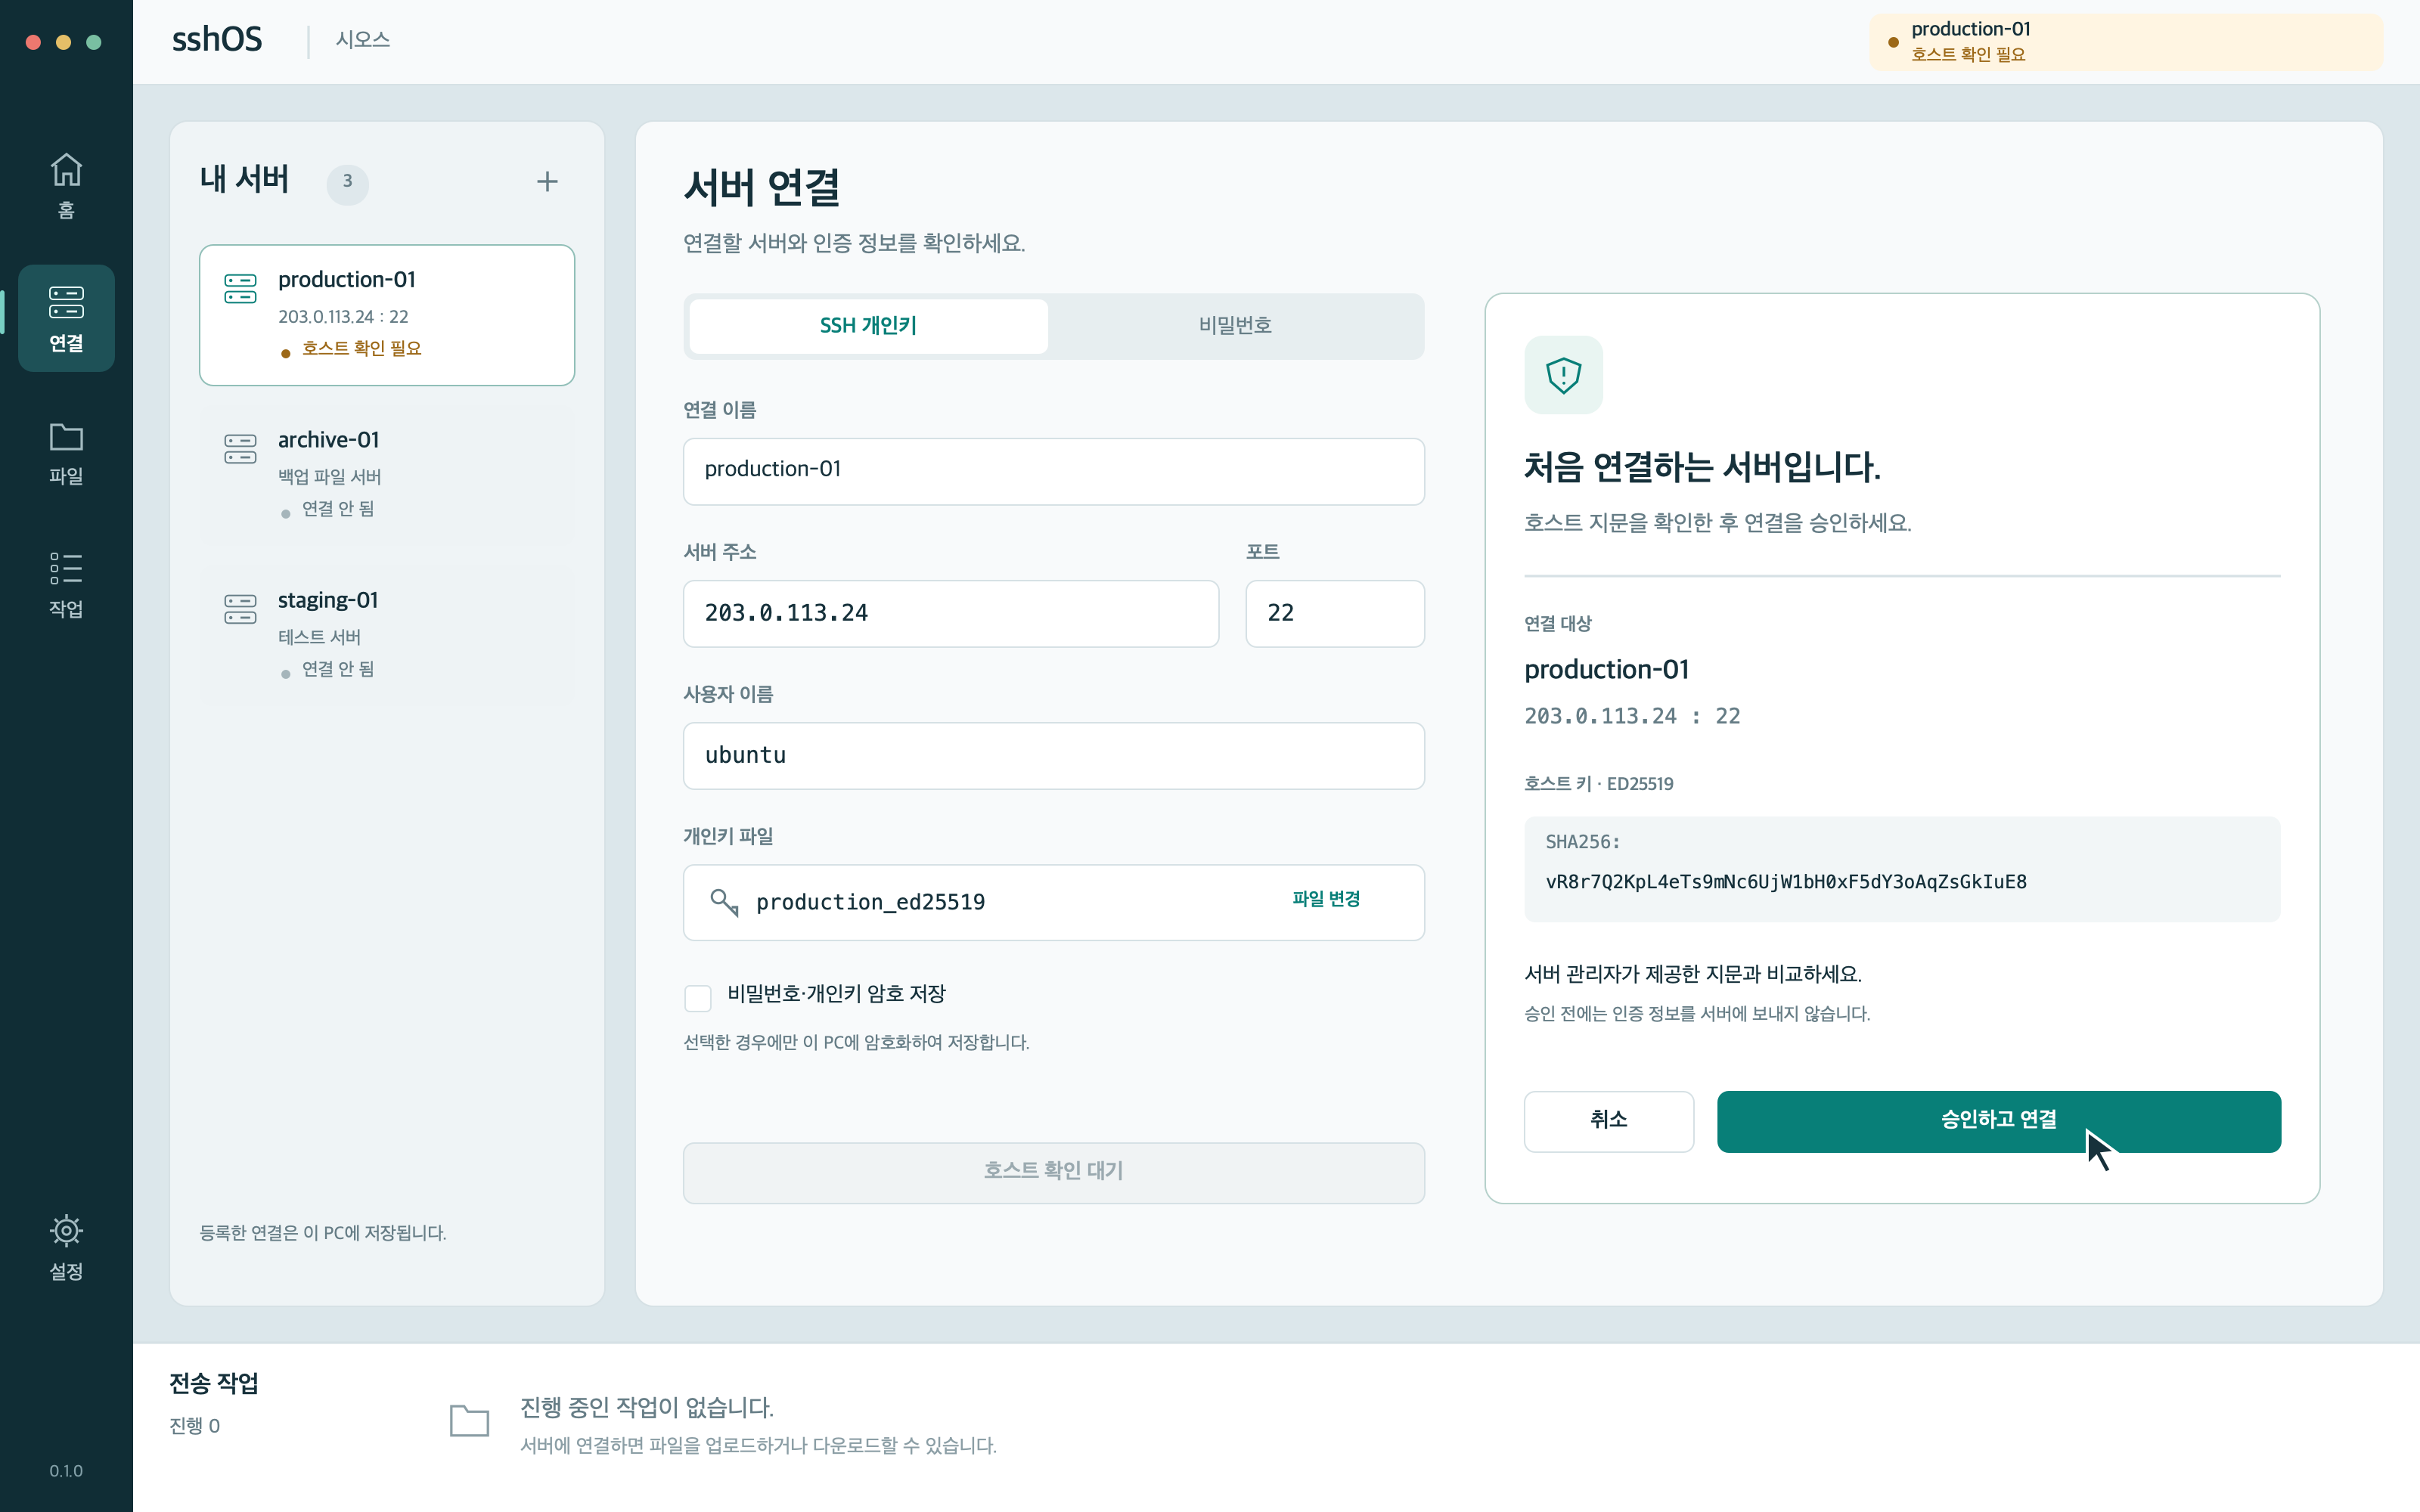 sshOS
시오스
production-01
호스트 확인 필요
홈
연결
파일
작업
설정
0.1.0
내 서버
3
production-01
203.0.113.24 : 22
호스트 확인 필요
archive-01
백업 파일 서버
연결 안 됨
staging-01
테스트 서버
연결 안 됨
등록한 연결은 이 PC에 저장됩니다.
서버 연결
연결할 서버와 인증 정보를 확인하세요.
SSH 개인키
비밀번호
연결 이름
production-01
서버 주소
포트
203.0.113.24
22
사용자 이름
ubuntu
개인키 파일
production_ed25519
파일 변경
비밀번호·개인키 암호 저장
선택한 경우에만 이 PC에 암호화하여 저장합니다.
호스트 확인 대기
처음 연결하는 서버입니다.
호스트 지문을 확인한 후 연결을 승인하세요.
연결 대상
production-01
203.0.113.24 : 22
호스트 키 · ED25519
SHA256:
vR8r7Q2KpL4eTs9mNc6UjW1bH0xF5dY3oAqZsGkIuE8
서버 관리자가 제공한 지문과 비교하세요.
승인 전에는 인증 정보를 서버에 보내지 않습니다.
취소
승인하고 연결
전송 작업
진행 0
진행 중인 작업이 없습니다.
서버에 연결하면 파일을 업로드하거나 다운로드할 수 있습니다.